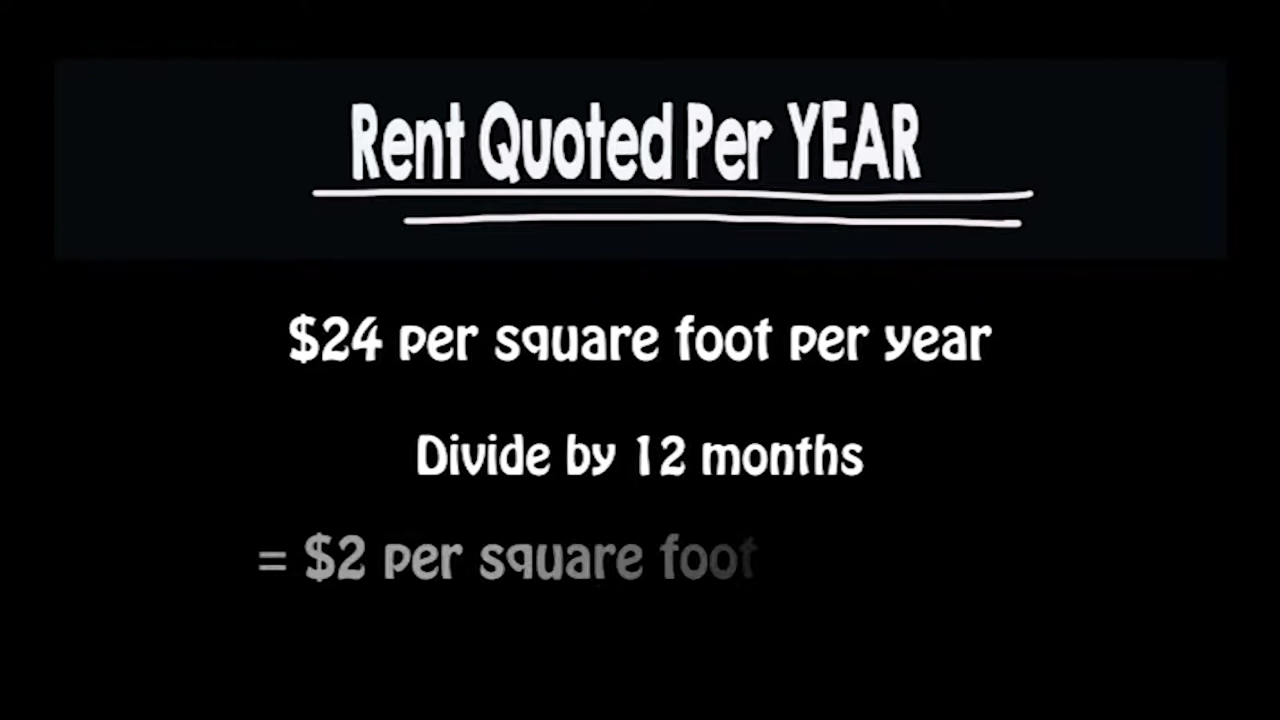 Rent Quoted Per YEAR
$24 per square foot per year
Divide by 12 months
= $2 per square foot